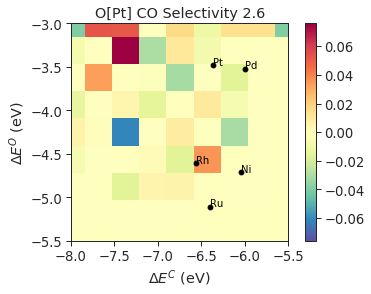 O[Pt] CO Selectivity 2.6
−3.0
−3.5
−4.0
−4.5
−5.0
−5.5
ΔE^O (eV)
Pt
Pd
Rh
Ni
Ru
−8.0 −7.5 −7.0 −6.5 −6.0 −5.5
ΔE^C (eV)
0.06
0.04
0.02
0.00
−0.02
−0.04
−0.06